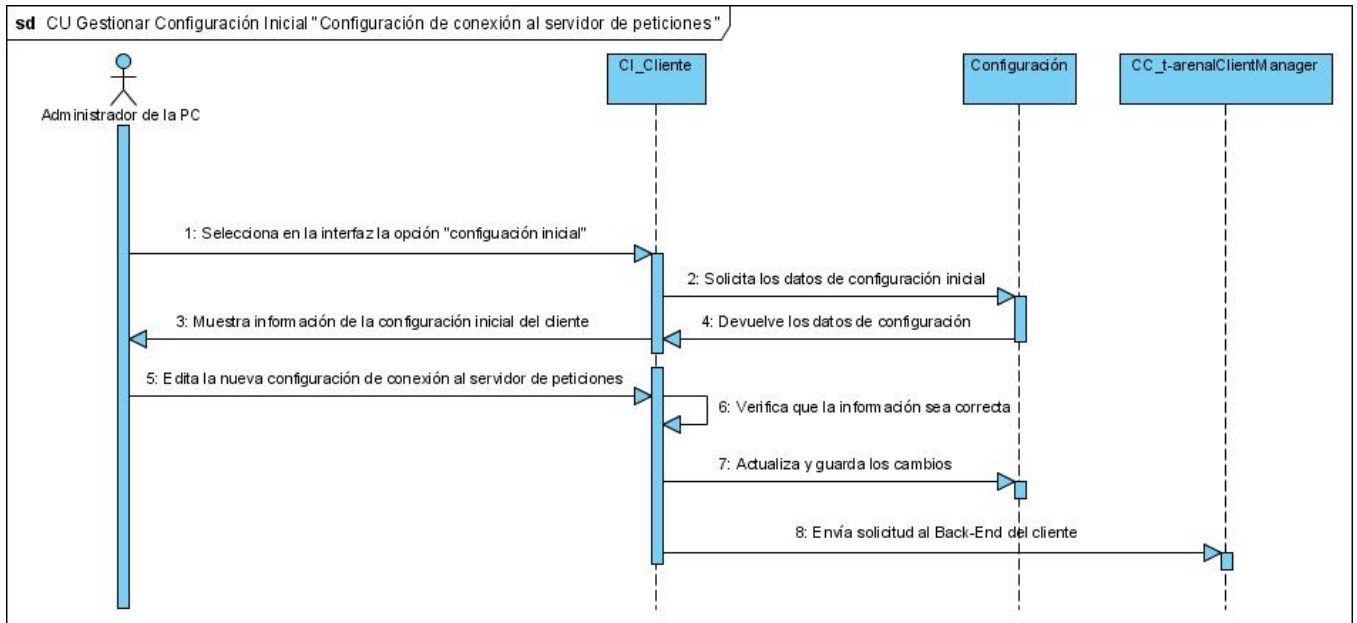 sd CU Gestionar Configuración Inicial "Configuración de conexión al servidor de peticiones"
Administrador de la PC
CI_Cliente
Configuración
CC_t-arenalClientManager
1: Selecciona en la interfaz la opción "configuación inicial"
2: Solicita los datos de configuración inicial
3: Muestra información de la configuración inicial del cliente
4: Devuelve los datos de configuración
5: Edita la nueva configuración de conexión al servidor de peticiones
6: Verifica que la información sea correcta
7: Actualiza y guarda los cambios
8: Envía solicitud al Back-End del cliente